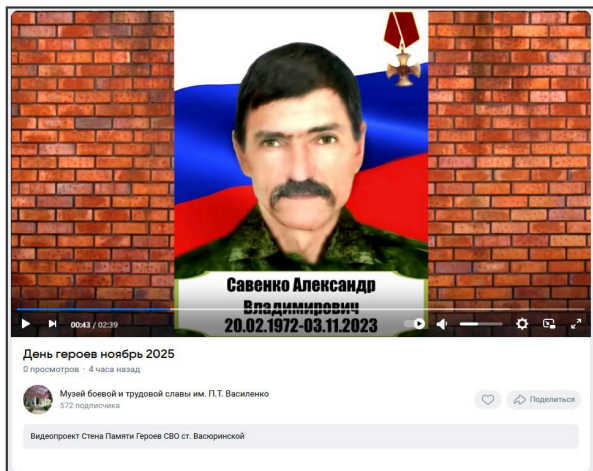 Савенко Александр
Владимирович
20.02.1972-03.11.2023
00:43 / 02:39
День героев ноябрь 2025
0 просмотров · 4 часа назад
Музей боевой и трудовой славы им. П.Т. Василенко
572 подписчика
Поделиться
Видеопроект Стена Памяти Героев СВО ст. Васюринской